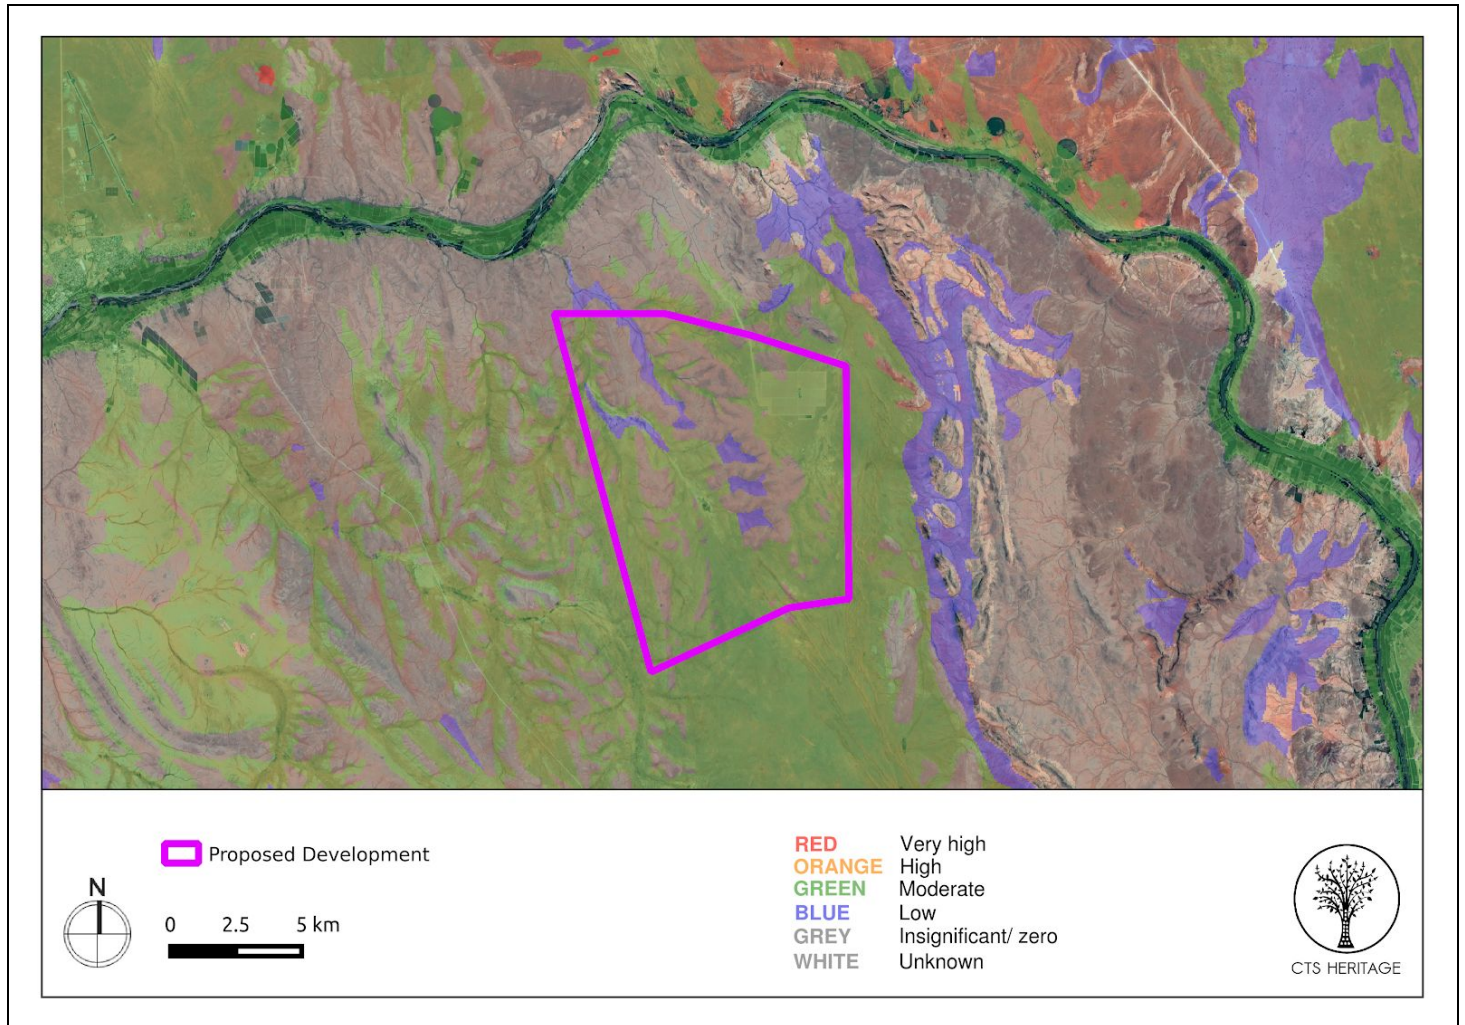 Proposed Development
N
0 2.5 5 km
RED Very high
ORANGE High
GREEN Moderate
BLUE Low
GREY Insignificant/ zero
WHITE Unknown
CTS HERITAGE